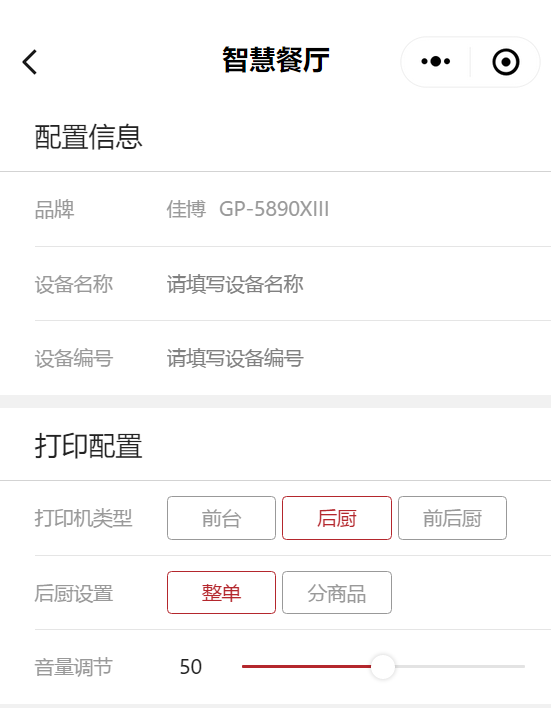 智慧餐厅
配置信息
品牌 佳博 GP-5890XIII
设备名称 请填写设备名称
设备编号 请填写设备编号
打印配置
打印机类型 前台 后厨 前后厨
后厨设置 整单 分商品
音量调节 50